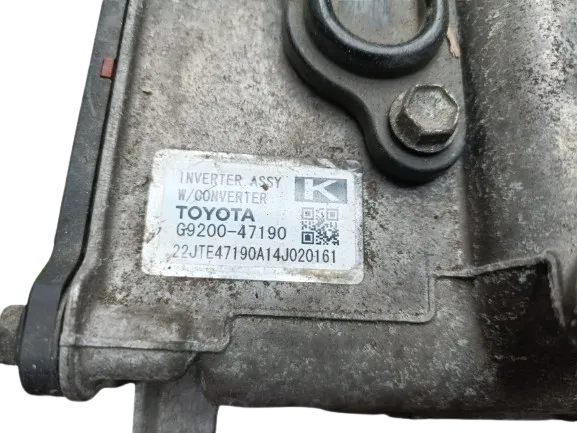 INVERTER ASSY K
W/CONVERTER
TOYOTA
G9200-47190
22JTE47190A14J020161